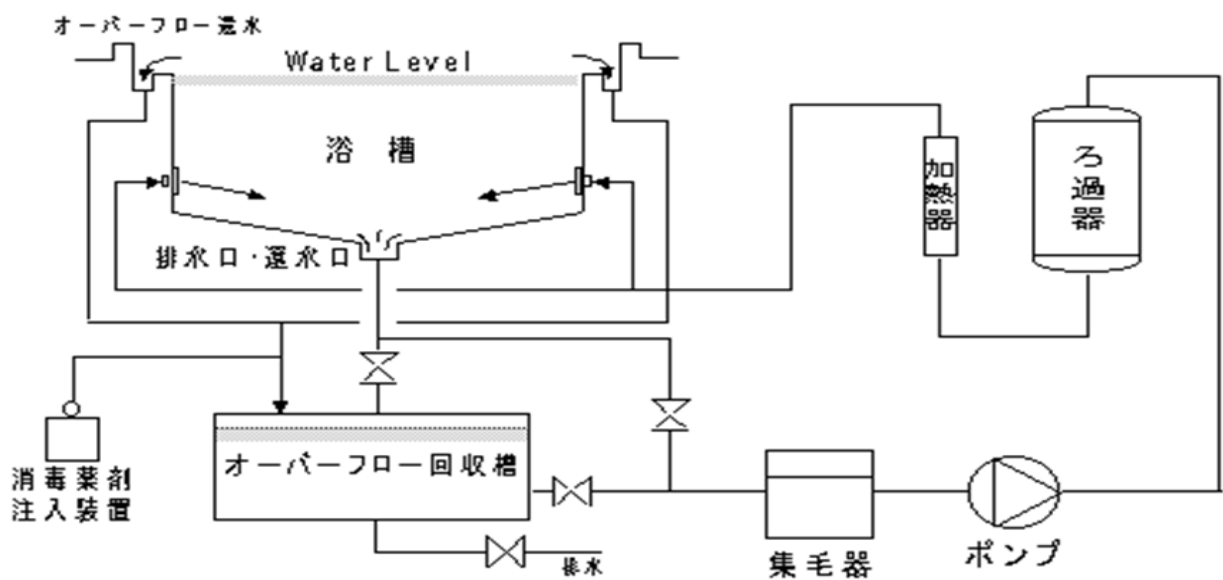 オーバーフロー還水
Water Level
浴槽
加熱器
ろ過器
排水口・還水口
消毒薬剤
注入装置
オーバーフロー回収槽
排水
集毛器
ポンプ